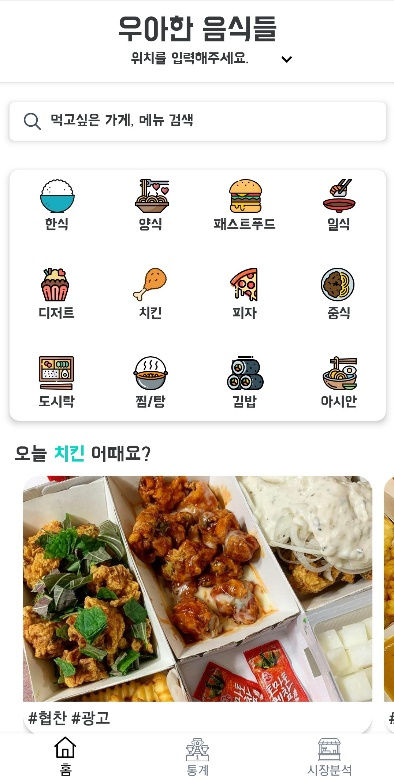 우아한 음식들
위치를 입력해주세요.
먹고싶은 가게, 메뉴 검색
한식 양식 패스트푸드 일식
디저트 치킨 피자 중식
도시락 찜/탕 김밥 아시안
오늘 치킨 어때요?
#협찬 #광고
홈 통계 시장분석